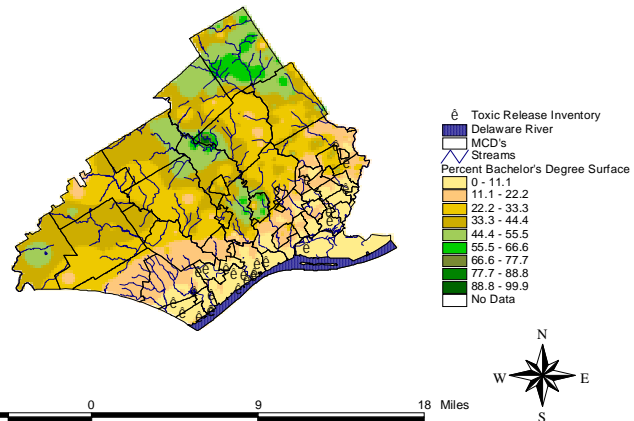 ê Toxic Release Inventory
Delaware River
MCD's
Streams
Percent Bachelor's Degree Surface
0 - 11.1
11.1 - 22.2
22.2 - 33.3
33.3 - 44.4
44.4 - 55.5
55.5 - 66.6
66.6 - 77.7
77.7 - 88.8
88.8 - 99.9
No Data
N
W E
S
0 9 18 Miles